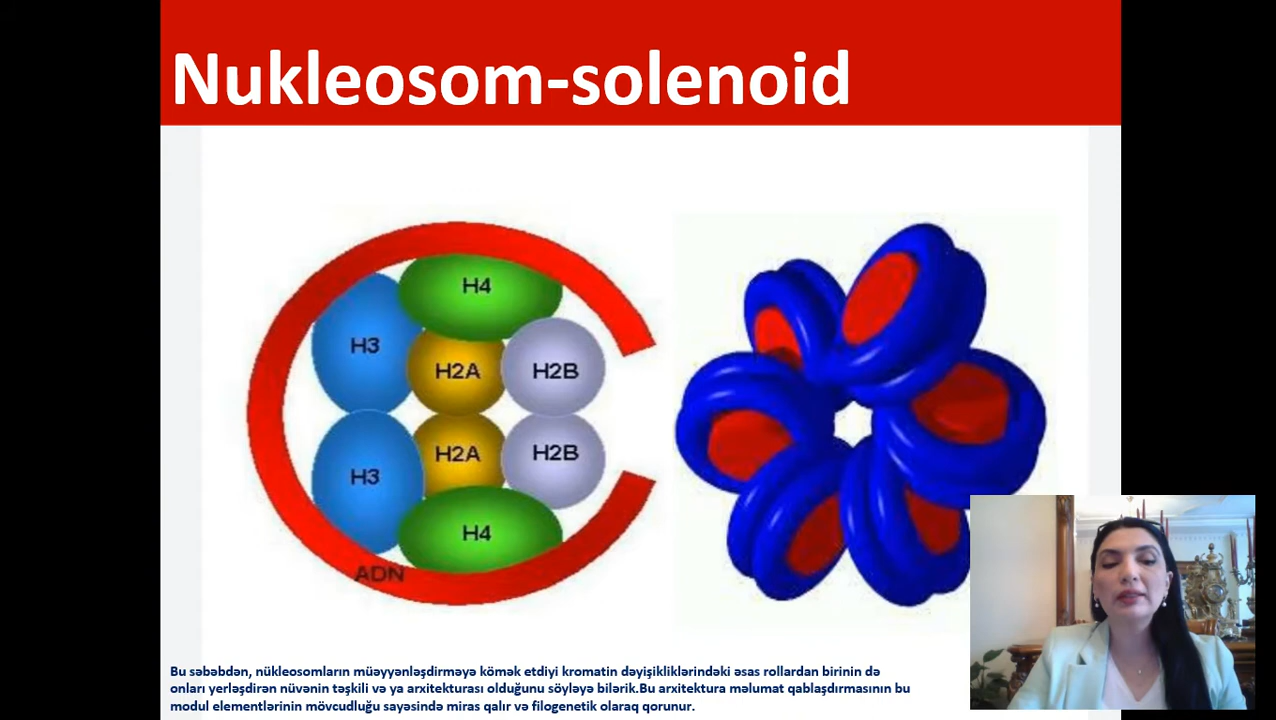 Nukleosom-solenoid
H4
H3
H2A
H2B
H2A
H2B
H3
H4
ADN
Bu səbəbdən, nükleosomların müəyyənləşdirməyə kömək etdiyi kromatin dəyişikliklərindəki əsas rollardan birinin də
onları yerləşdirən nüvənin təşkili və ya arxitekturası olduğunu söyləyə bilərik.Bu arxitektura məlumat qablaşdırmasının bu
modul elementlərinin mövcudluğu sayəsində miras qalır və filogenetik olaraq qorunur.